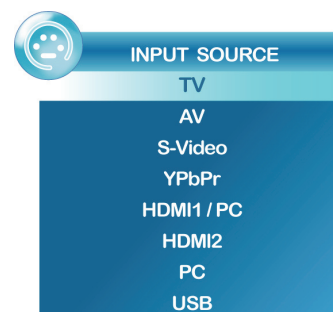 INPUT SOURCE
TV
AV
S-Video
YPbPr
HDMI1 / PC
HDMI2
PC
USB